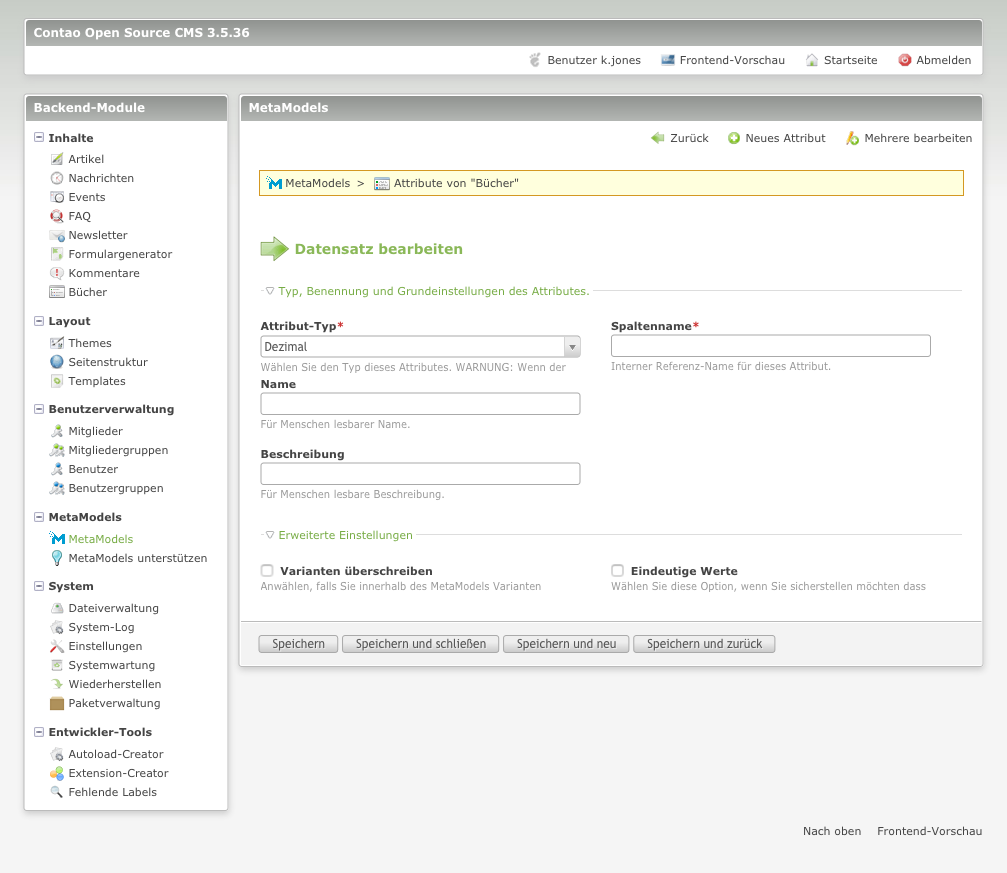 Contao Open Source CMS 3.5.36
Benutzer k.jones Frontend-Vorschau Startseite Abmelden
Backend-Module
Inhalte
Artikel
Nachrichten
Events
FAQ
Newsletter
Formulargenerator
Kommentare
Bücher
Layout
Themes
Seitenstruktur
Templates
Benutzerverwaltung
Mitglieder
Mitgliedergruppen
Benutzer
Benutzergruppen
MetaModels
MetaModels
MetaModels unterstützen
System
Dateiverwaltung
System-Log
Einstellungen
Systemwartung
Wiederherstellen
Paketverwaltung
Entwickler-Tools
Autoload-Creator
Extension-Creator
Fehlende Labels
MetaModels
Zurück Neues Attribut Mehrere bearbeiten
MetaModels > Attribute von "Bücher"
Datensatz bearbeiten
Typ, Benennung und Grundeinstellungen des Attributes.
Attribut-Typ*
Dezimal
Wählen Sie den Typ dieses Attributes. WARNUNG: Wenn der
Spaltenname*
Interner Referenz-Name für dieses Attribut.
Name
Für Menschen lesbarer Name.
Beschreibung
Für Menschen lesbare Beschreibung.
Erweiterte Einstellungen
Varianten überschreiben
Anwählen, falls Sie innerhalb des MetaModels Varianten
Eindeutige Werte
Wählen Sie diese Option, wenn Sie sicherstellen möchten dass
Speichern Speichern und schließen Speichern und neu Speichern und zurück
Nach oben Frontend-Vorschau